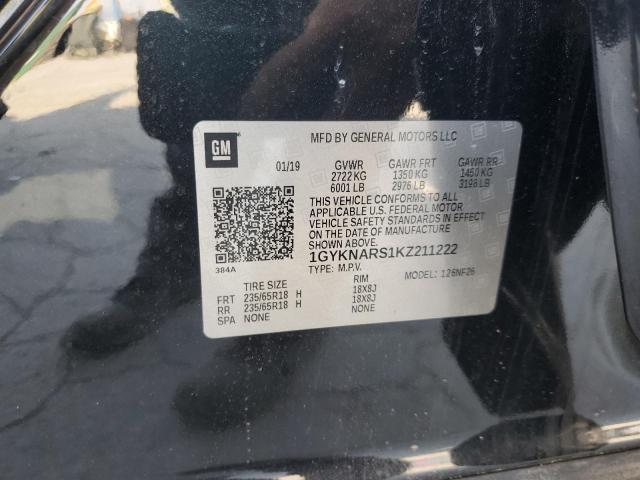 GM
MFD BY GENERAL MOTORS LLC
01/19 GVWR GAWR FRT GAWR RR
2722 KG 1350 KG 1450 KG
6001 LB 2976 LB 3198 LB
THIS VEHICLE CONFORMS TO ALL
APPLICABLE U.S. FEDERAL MOTOR
VEHICLE SAFETY STANDARDS IN EFFECT
ON THE DATE OF MANUFACTURE
SHOWN ABOVE.
1GYKNARS1KZ211222
384A TYPE: M.P.V. MODEL: 126NF26
TIRE SIZE RIM
FRT 235/65R18 H 18X8J
RR 235/65R18 H 18X8J
SPA NONE NONE